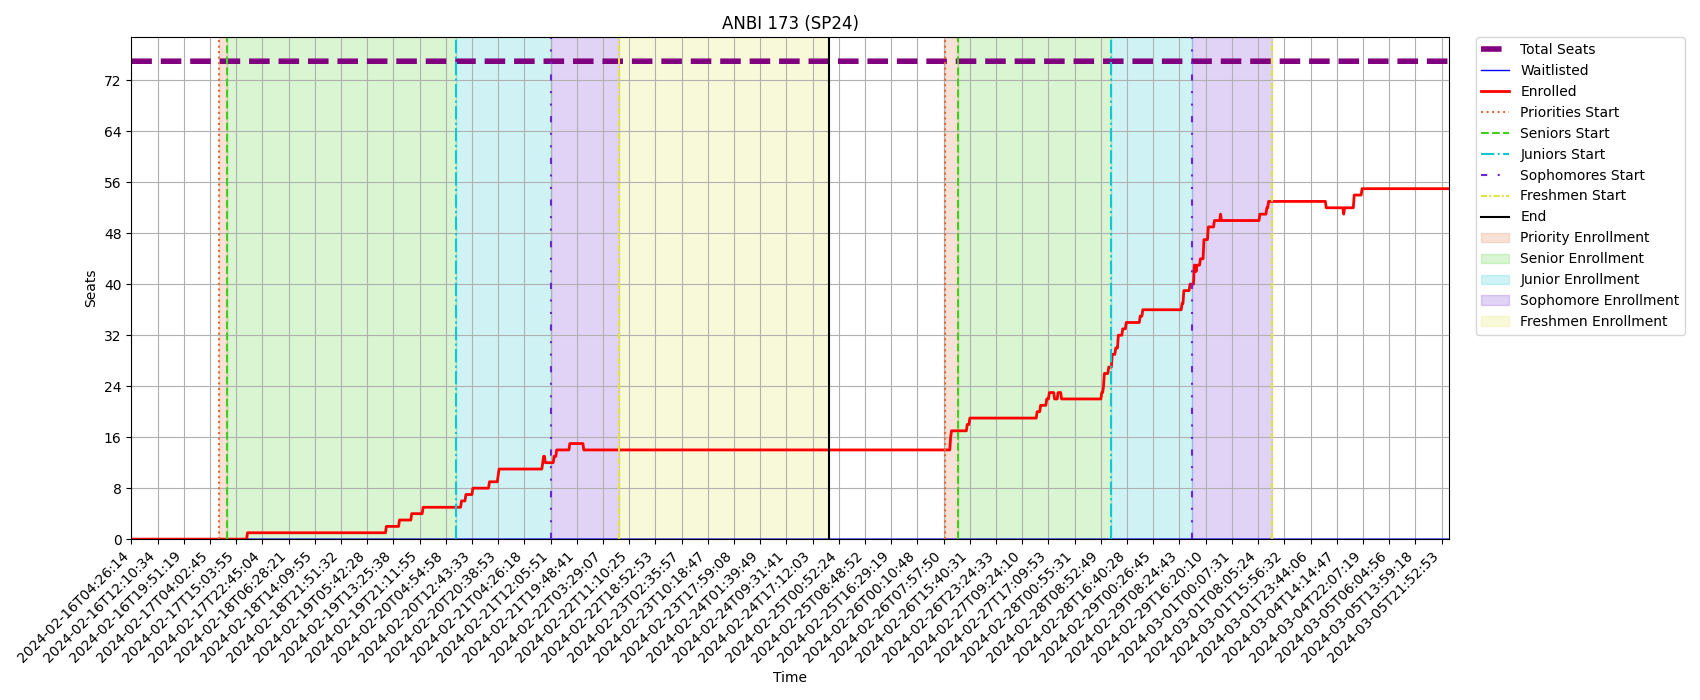 ANBI 173 (SP24)
Total Seats
Waitlisted
Enrolled
Priorities Start
Seniors Start
Juniors Start
Sophomores Start
Freshmen Start
End
Priority Enrollment
Senior Enrollment
Junior Enrollment
Sophomore Enrollment
Freshmen Enrollment
Seats
72
64
56
48
40
32
24
16
8
0
2024-02-16T04:26:14
2024-02-16T12:10:34
2024-02-16T19:51:19
2024-02-17T04:02:45
2024-02-17T15:03:55
2024-02-17T22:45:04
2024-02-18T06:28:21
2024-02-18T14:09:55
2024-02-18T21:51:32
2024-02-19T05:42:28
2024-02-19T13:25:38
2024-02-19T21:11:55
2024-02-20T04:54:58
2024-02-20T12:43:33
2024-02-20T20:38:53
2024-02-21T04:26:18
2024-02-21T12:05:51
2024-02-21T19:48:41
2024-02-22T03:29:07
2024-02-22T11:10:25
2024-02-22T18:52:53
2024-02-23T02:35:57
2024-02-23T10:18:47
2024-02-23T17:59:08
2024-02-24T01:39:49
2024-02-24T09:31:41
2024-02-24T17:12:03
2024-02-25T00:52:24
2024-02-25T08:48:52
2024-02-25T16:29:19
2024-02-26T00:10:48
2024-02-26T07:57:50
2024-02-26T15:40:31
2024-02-26T23:24:33
2024-02-27T09:24:10
2024-02-27T17:09:53
2024-02-28T00:55:31
2024-02-28T08:52:49
2024-02-28T16:40:28
2024-02-29T00:26:45
2024-02-29T08:24:43
2024-02-29T16:20:10
2024-03-01T00:07:31
2024-03-01T08:05:24
2024-03-01T15:56:32
2024-03-01T23:44:06
2024-03-04T14:14:47
2024-03-04T22:07:19
2024-03-05T06:04:56
2024-03-05T13:59:18
2024-03-05T21:52:53
Time